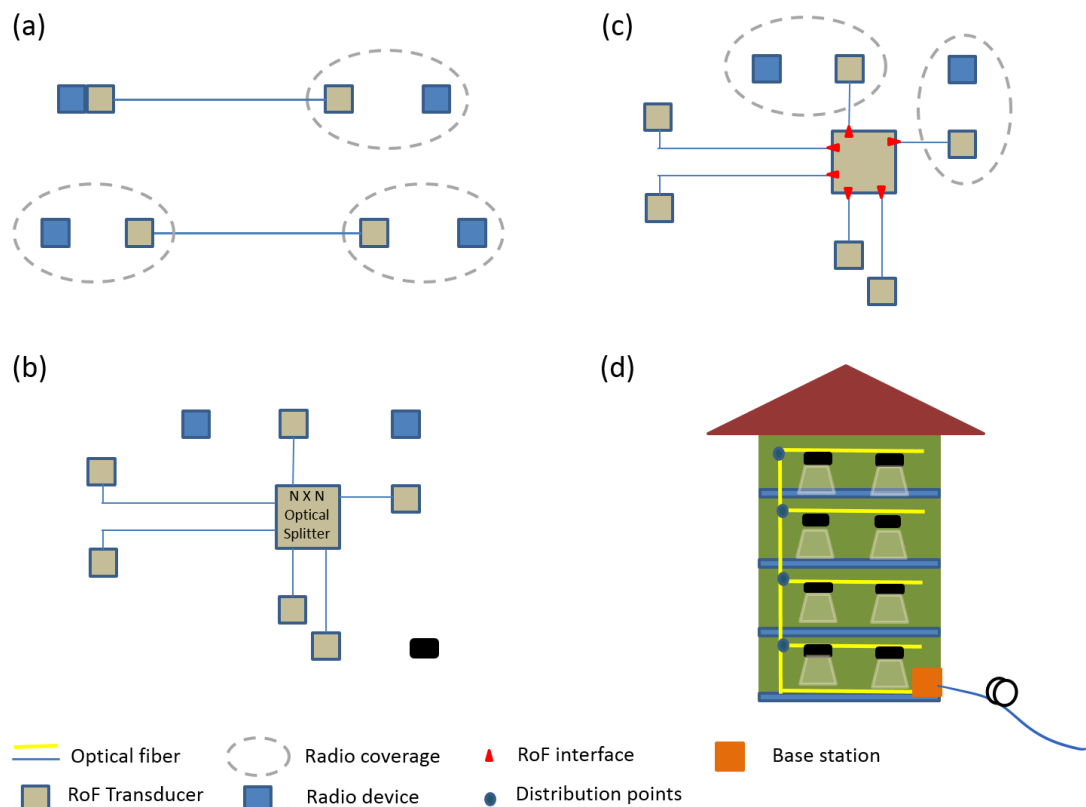 (a)
(c)
(b)
N X N
Optical
Splitter
(d)
Optical fiber
Radio coverage
RoF interface
Base station
RoF Transducer
Radio device
Distribution points